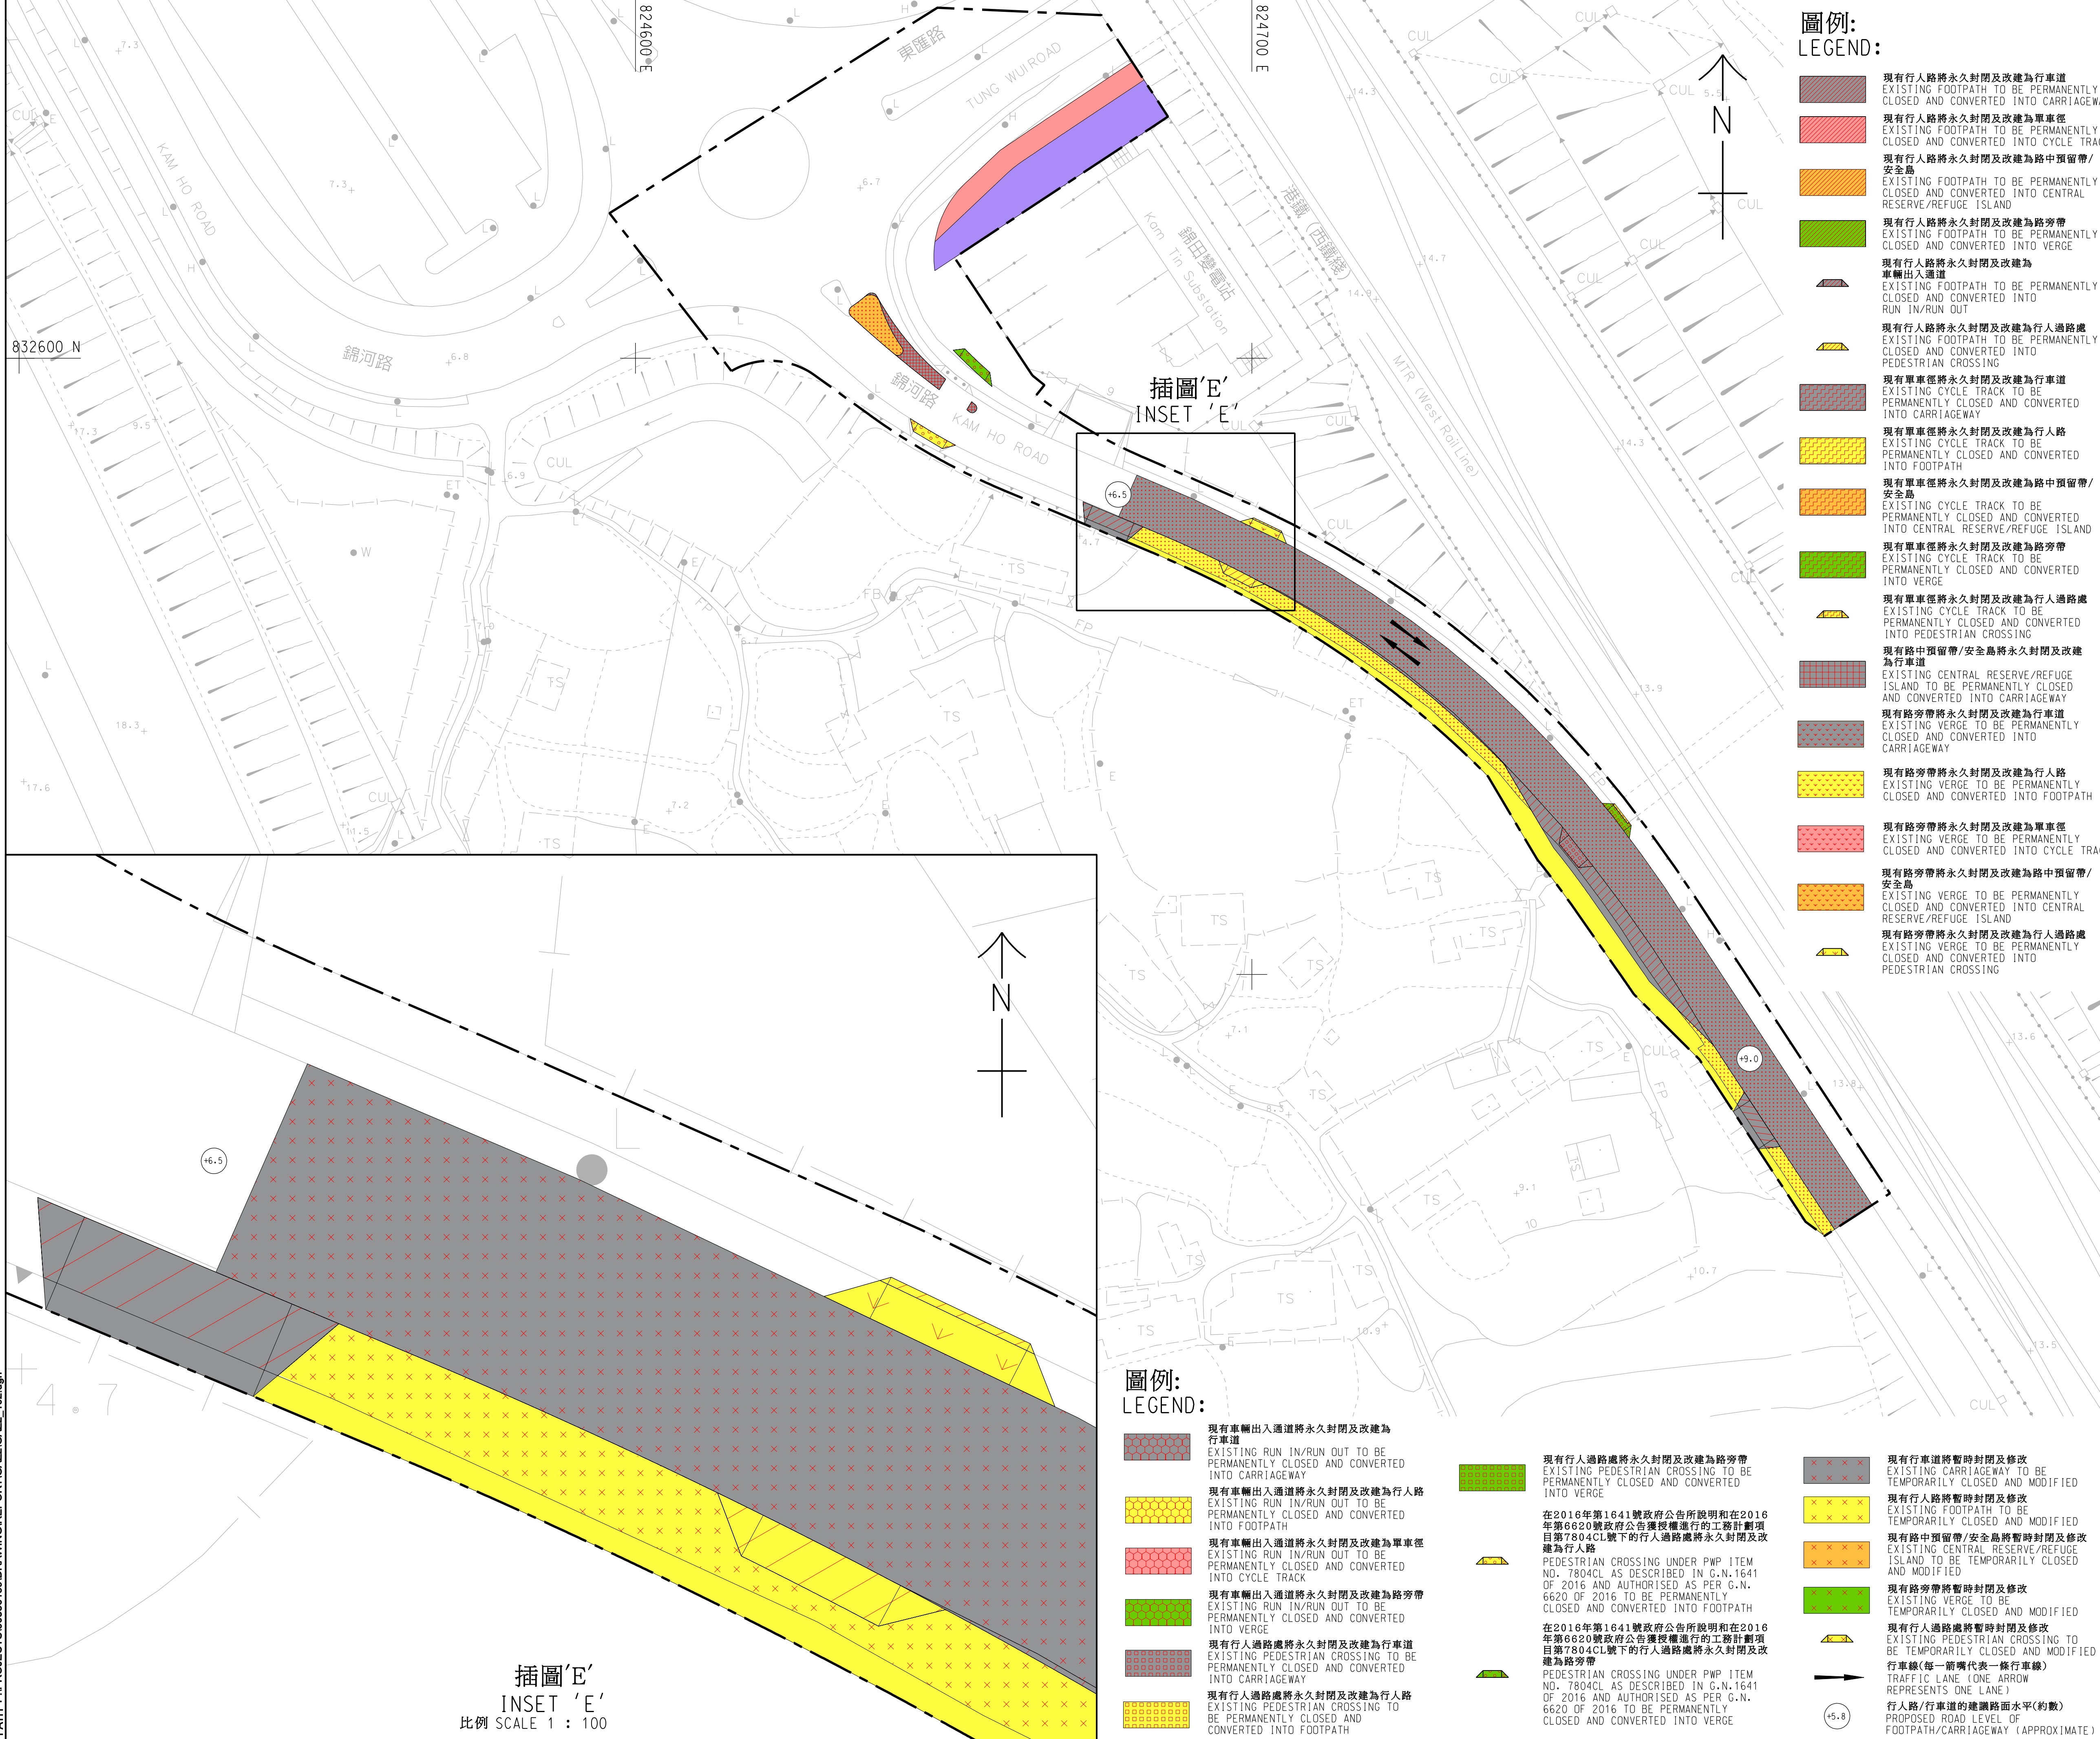 圖例:
LEGEND:
現有行人路將永久封閉及改建為行車道
EXISTING FOOTPATH TO BE PERMANENTLY
CLOSED AND CONVERTED INTO
現有行人路將永久封閉及改建為單車徑
EXISTING FOOTPATH TO BE PERMANENTLY
CLOSED AND CONVERTED INTO CYCLE
現有行人路將永久封閉及改建為路中預留帶/
安全島
EXISTING FOOTPATH TO BE PERMANENTLY
CLOSED AND CONVERTED INTO CENTRAL
RESERVE/REFUGE ISLAND
現有行人路將永久封閉及改建為路旁帶
EXISTING FOOTPATH TO BE PERMANENTLY
CLOSED AND CONVERTED INTO VERGE
現有行人路將永久封閉及改建為
車輛出入通道
EXISTING FOOTPATH TO BE PERMANENTLY
CLOSED AND CONVERTED INTO
RUN IN/RUN OUT
現有行人路將永久封閉及改建為行人過路處
EXISTING FOOTPATH TO BE PERMANENTLY
CLOSED AND CONVERTED INTO
PEDESTRIAN CROSSING
現有單車徑將永久封閉及改建為行車道
EXISTING CYCLE TRACK TO BE
PERMANENTLY CLOSED AND CONVERTED
INTO CARRIAGEWAY
現有單車徑將永久封閉及改建為行人路
EXISTING CYCLE TRACK TO BE
PERMANENTLY CLOSED AND CONVERTED
INTO FOOTPATH
現有單車徑將永久封閉及改建為路中預留帶/
安全島
EXISTING CYCLE TRACK TO BE
PERMANENTLY CLOSED AND CONVERTED
INTO CENTRAL RESERVE/REFUGE ISLAND
現有單車徑將永久封閉及改建為路旁帶
EXISTING CYCLE TRACK TO BE
PERMANENTLY CLOSED AND CONVERTED
INTO VERGE
現有單車徑將永久封閉及改建為行人過路處
EXISTING CYCLE TRACK TO BE
PERMANENTLY CLOSED AND CONVERTED
INTO PEDESTRIAN CROSSING
現有路中預留帶/安全島將永久封閉及改建
為行車道
EXISTING CENTRAL RESERVE/REFUGE
ISLAND TO BE PERMANENTLY CLOSED
AND CONVERTED INTO CARRIAGEWAY
現有路旁帶將永久封閉及改建為行車道
EXISTING VERGE TO BE PERMANENTLY
CLOSED AND CONVERTED INTO
CARRIAGEWAY
現有路旁帶將永久封閉及改建為行人路
EXISTING VERGE TO BE PERMANENTLY
CLOSED AND CONVERTED INTO FOOTPATH
現有路旁帶將永久封閉及改建為單車徑
EXISTING VERGE TO BE PERMANENTLY
CLOSED AND CONVERTED INTO CYCLE
現有路旁帶將永久封閉及改建為路中預留帶/
安全島
EXISTING VERGE TO BE PERMANENTLY
CLOSED AND CONVERTED INTO CENTRAL
RESERVE/REFUGE ISLAND
現有路旁帶將永久封閉及改建為行人過路處
EXISTING VERGE TO BE PERMANENTLY
CLOSED AND CONVERTED INTO
PEDESTRIAN CROSSING
824600 E
824700 E
832600 N
N
東匯路
TUNG WUI ROAD
KAM HO ROAD
錦河路
錦河路
KAM HO ROAD
錦田變電站
Kam Tin Substation
港鐵 (西鐵綫)
MTR (West Rail Line)
插圖'E'
INSET 'E'
+6.5
+9.0
N
+6.5
4.7
插圖'E'
INSET 'E'
比例 SCALE 1 : 100
圖例:
LEGEND:
現有車輛出入通道將永久封閉及改建為
行車道
EXISTING RUN IN/RUN OUT TO BE
PERMANENTLY CLOSED AND CONVERTED
INTO CARRIAGEWAY
現有車輛出入通道將永久封閉及改建為行人路
EXISTING RUN IN/RUN OUT TO BE
PERMANENTLY CLOSED AND CONVERTED
INTO FOOTPATH
現有車輛出入通道將永久封閉及改建為單車徑
EXISTING RUN IN/RUN OUT TO BE
PERMANENTLY CLOSED AND CONVERTED
INTO CYCLE TRACK
現有車輛出入通道將永久封閉及改建為路旁帶
EXISTING RUN IN/RUN OUT TO BE
PERMANENTLY CLOSED AND CONVERTED
INTO VERGE
現有行人過路處將永久封閉及改建為行車道
EXISTING PEDESTRIAN CROSSING TO BE
PERMANENTLY CLOSED AND CONVERTED
INTO CARRIAGEWAY
現有行人過路處將永久封閉及改建為行人路
EXISTING PEDESTRIAN CROSSING TO
BE PERMANENTLY CLOSED AND
CONVERTED INTO FOOTPATH
現有行人過路處將永久封閉及改建為路旁帶
EXISTING PEDESTRIAN CROSSING TO BE
PERMANENTLY CLOSED AND CONVERTED
INTO VERGE
在2016年第1641號政府公告所說明和在2016
年第6620號政府公告獲授權進行的工務計劃項
目第7804CL號下的行人過路處將永久封閉及改
建為行人路
PEDESTRIAN CROSSING UNDER PWP ITEM
NO. 7804CL AS DESCRIBED IN G.N.1641
OF 2016 AND AUTHORISED AS PER G.N.
6620 OF 2016 TO BE PERMANENTLY
CLOSED AND CONVERTED INTO FOOTPATH
在2016年第1641號政府公告所說明和在2016
年第6620號政府公告獲授權進行的工務計劃項
目第7804CL號下的行人過路處將永久封閉及改
建為路旁帶
PEDESTRIAN CROSSING UNDER PWP ITEM
NO. 7804CL AS DESCRIBED IN G.N.1641
OF 2016 AND AUTHORISED AS PER G.N.
6620 OF 2016 TO BE PERMANENTLY
CLOSED AND CONVERTED INTO VERGE
現有行車道將暫時封閉及修改
EXISTING CARRIAGEWAY TO BE
TEMPORARILY CLOSED AND MODIFIED
現有行人路將暫時封閉及修改
EXISTING FOOTPATH TO BE
TEMPORARILY CLOSED AND MODIFIED
現有路中預留帶/安全島將暫時封閉及修改
EXISTING CENTRAL RESERVE/REFUGE
ISLAND TO BE TEMPORARILY CLOSED
AND MODIFIED
現有路旁帶將暫時封閉及修改
EXISTING VERGE TO BE
TEMPORARILY CLOSED AND MODIFIED
現有行人過路處將暫時封閉及修改
EXISTING PEDESTRIAN CROSSING TO
BE TEMPORARILY CLOSED AND MODIFIED
行車線(每一箭嘴代表一條行車線)
TRAFFIC LANE (ONE ARROW
REPRESENTS ONE LANE)
+5.8
行人路/行車道的建議路面水平(約數)
PROPOSED ROAD LEVEL OF
FOOTPATH/CARRIAGEWAY (APPROXIMATE)